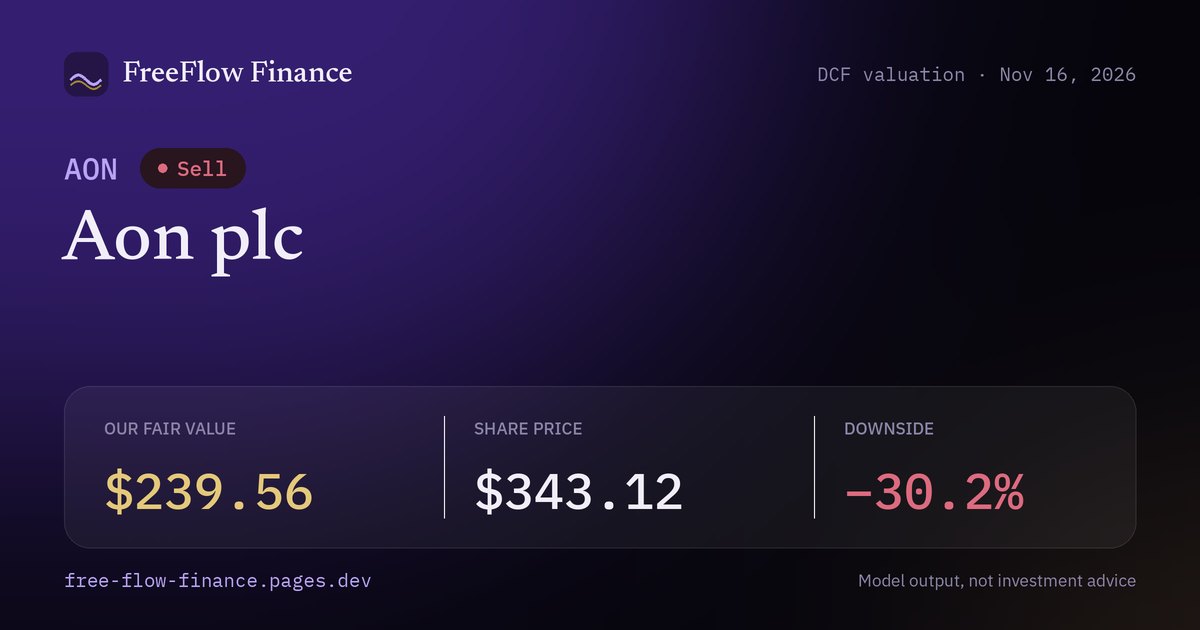 FreeFlow Finance
DCF valuation · Nov 16, 2026
AON
Sell
Aon plc
OUR FAIR VALUE
$239.56
SHARE PRICE
$343.12
DOWNSIDE
−30.2%
free-flow-finance.pages.dev
Model output, not investment advice